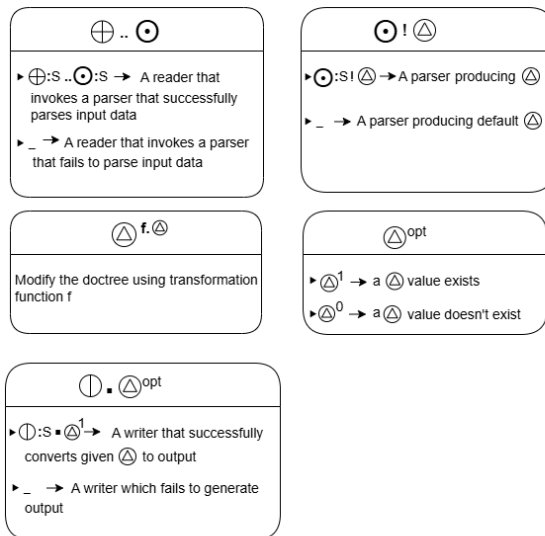 ⊕ .. ⊙
▸ ⊕:S .. ⊙:S → A reader that
invokes a parser that successfully
parses input data
▸ _ → A reader that invokes a parser
that fails to parse input data
⊙ ! Ⓐ
▸ ⊙:S! △ → A parser producing △
▸ _ → A parser producing default △
△ f.△
Modify the doctree using transformation
function f
△opt
▸ △1 → a △ value exists
▸ △0 → a △ value doesn't exist
⦶ ▪ △opt
▸ ⦶:S ▪ △1 → A writer that successfully
converts given △ to output
▸ _ → A writer which fails to generate
output